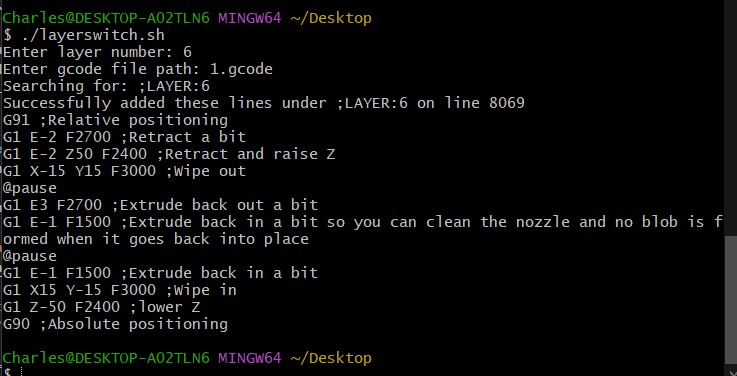 Charles@DESKTOP-AO2TLN6 MINGW64 ~/Desktop
$ ./layerswitch.sh
Enter layer number: 6
Enter gcode file path: 1.gcode
Searching for: ;LAYER:6
Successfully added these lines under ;LAYER:6 on line 8069
G91 ;Relative positioning
G1 E-2 F2700 ;Retract a bit
G1 E-2 Z50 F2400 ;Retract and raise Z
G1 X-15 Y15 F3000 ;Wipe out
@pause
G1 E3 F2700 ;Extrude back out a bit
G1 E-1 F1500 ;Extrude back in a bit so you can clean the nozzle and no blob is f
ormed when it goes back into place
@pause
G1 E-1 F1500 ;Extrude back in a bit
G1 X15 Y-15 F3000 ;Wipe in
G1 Z-50 F2400 ;lower Z
G90 ;Absolute positioning
Charles@DESKTOP-AO2TLN6 MINGW64 ~/Desktop
$